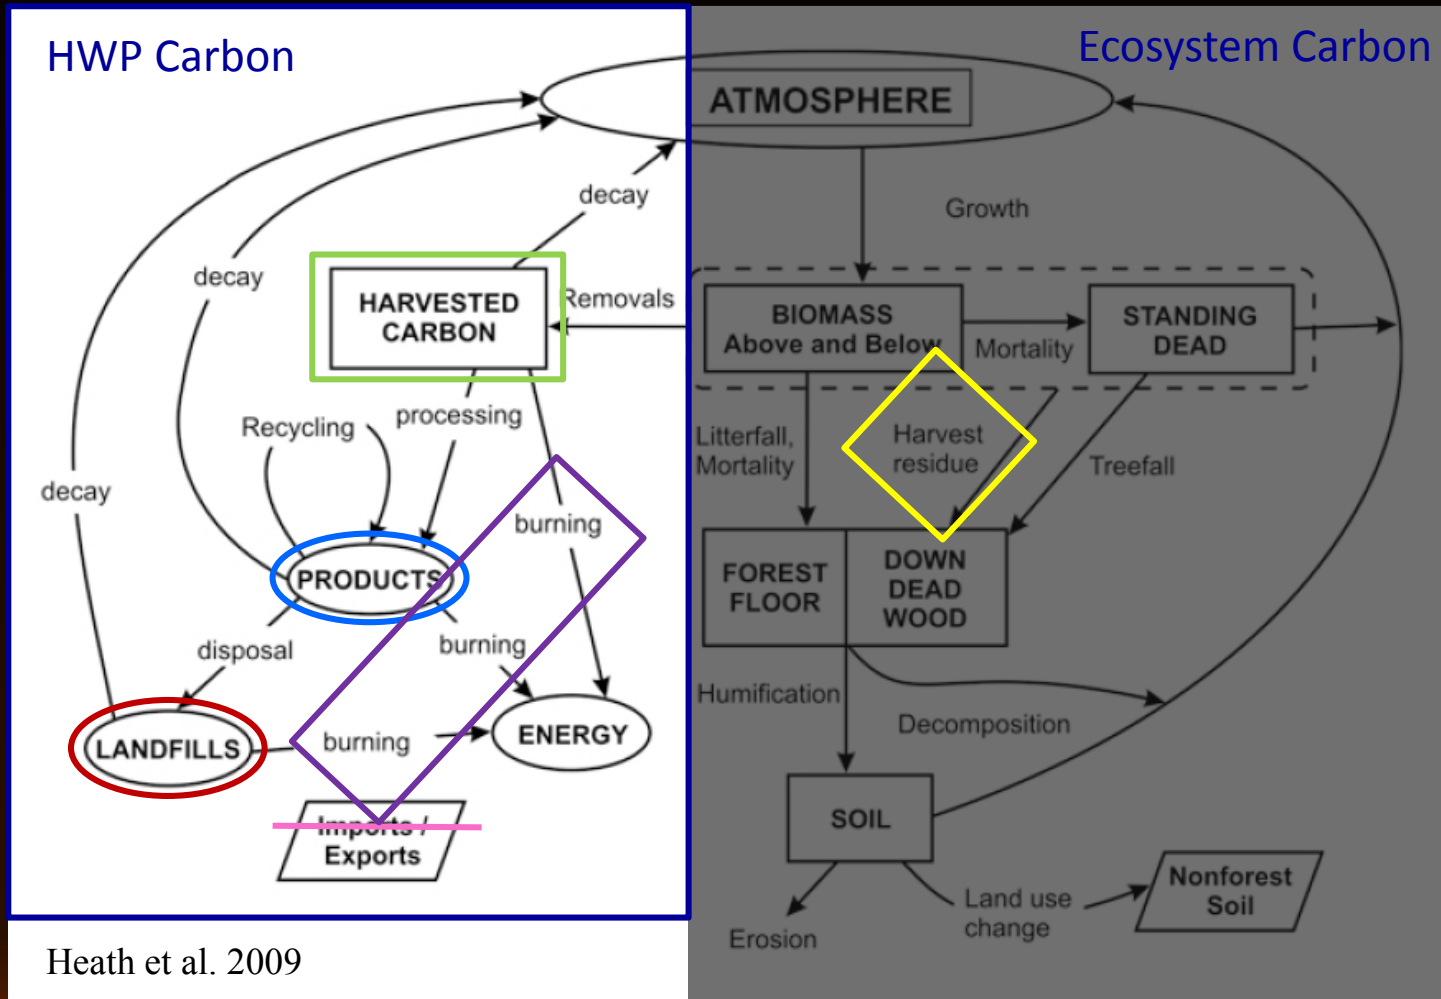 HWP Carbon
Ecosystem Carbon
ATMOSPHERE
decay
Growth
decay
HARVESTED
CARBON
Removals
BIOMASS
Above and Below
Mortality
STANDING
DEAD
Recycling
processing
Litterfall,
Mortality
Harvest
residue
Treefall
decay
burning
PRODUCTS
FOREST
FLOOR
DOWN
DEAD
WOOD
disposal
burning
Humification
Decomposition
LANDFILLS
burning
ENERGY
Imports /
Exports
SOIL
Nonforest
Soil
Land use
change
Erosion
Heath et al. 2009